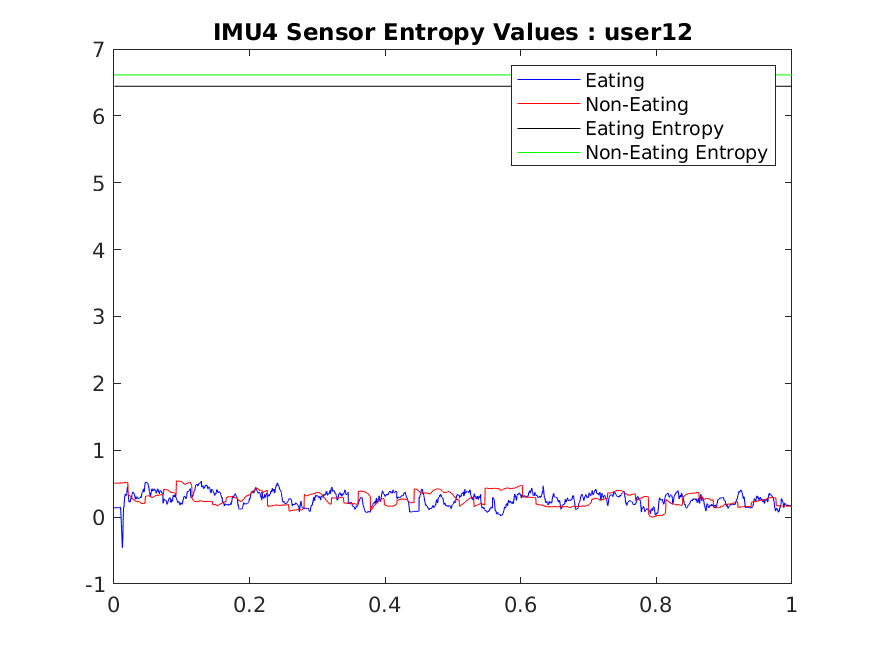 IMU4 Sensor Entropy Values : user12
7
Eating
Non-Eating
6
Eating Entropy
Non-Eating Entropy
5
4
3
2
1
0
-1
0 0.2 0.4 0.6 0.8 1